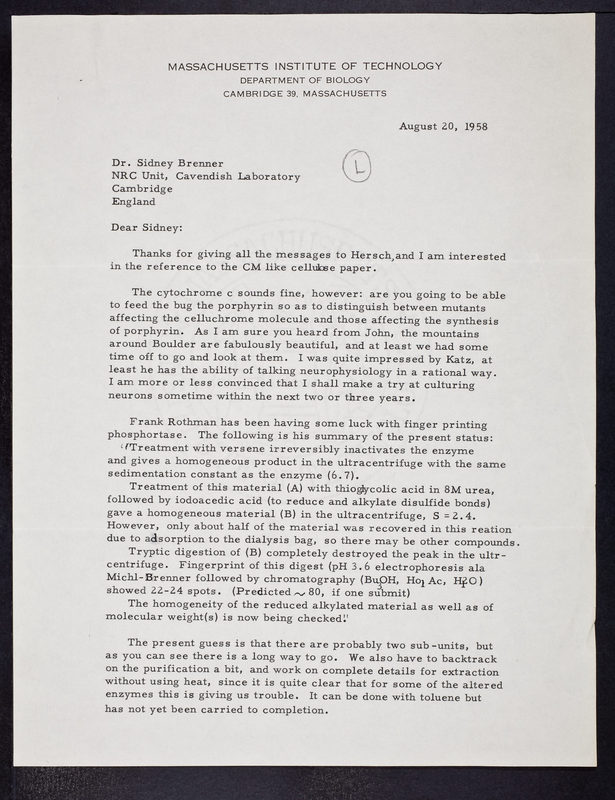 MASSACHUSETTS INSTITUTE OF TECHNOLOGY
DEPARTMENT OF BIOLOGY
CAMBRIDGE 39, MASSACHUSETTS
August 20, 1958
L
Dr. Sidney Brenner
NRC Unit, Cavendish Laboratory
Cambridge
England
Dear Sidney:
Thanks for giving all the messages to Hersch, and I am interested
in the reference to the CM like cellulose paper.
The cytochrome c sounds fine, however: are you going to be able
to feed the bug the porphyrin so as to distinguish between mutants
affecting the celluchrome molecule and those affecting the synthesis
of porphyrin. As I am sure you heard from John, the mountains
around Boulder are fabulously beautiful, and at least we had some
time off to go and look at them. I was quite impressed by Katz, at
least he has the ability of talking neurophysiology in a rational way.
I am more or less convinced that I shall make a try at culturing
neurons sometime within the next two or three years.
Frank Rothman has been having some luck with finger printing
phosphortase. The following is his summary of the present status:
"Treatment with versene irreversibly inactivates the enzyme
and gives a homogeneous product in the ultracentrifuge with the same
sedimentation constant as the enzyme (6.7).
Treatment of this material (A) with thioglycolic acid in 8M urea,
followed by iodoacedic acid (to reduce and alkylate disulfide bonds)
gave a homogeneous material (B) in the ultracentrifuge, S = 2.4.
However, only about half of the material was recovered in this reation
due to adsorption to the dialysis bag, so there may be other compounds.
Tryptic digestion of (B) completely destroyed the peak in the ultr-
centrifuge. Fingerprint of this digest (pH 3.6 electrophoresis ala
Michl-Brenner followed by chromatography (BuOH, Ho, Ac, H2O)
showed 22-24 spots. (Predicted ~ 80, if one submit)
The homogeneity of the reduced alkylated material as well as of
molecular weight(s) is now being checked."
The present guess is that there are probably two sub-units, but
as you can see there is a long way to go. We also have to backtrack
on the purification a bit, and work on complete details for extraction
without using heat, since it is quite clear that for some of the altered
enzymes this is giving us trouble. It can be done with toluene but
has not yet been carried to completion.